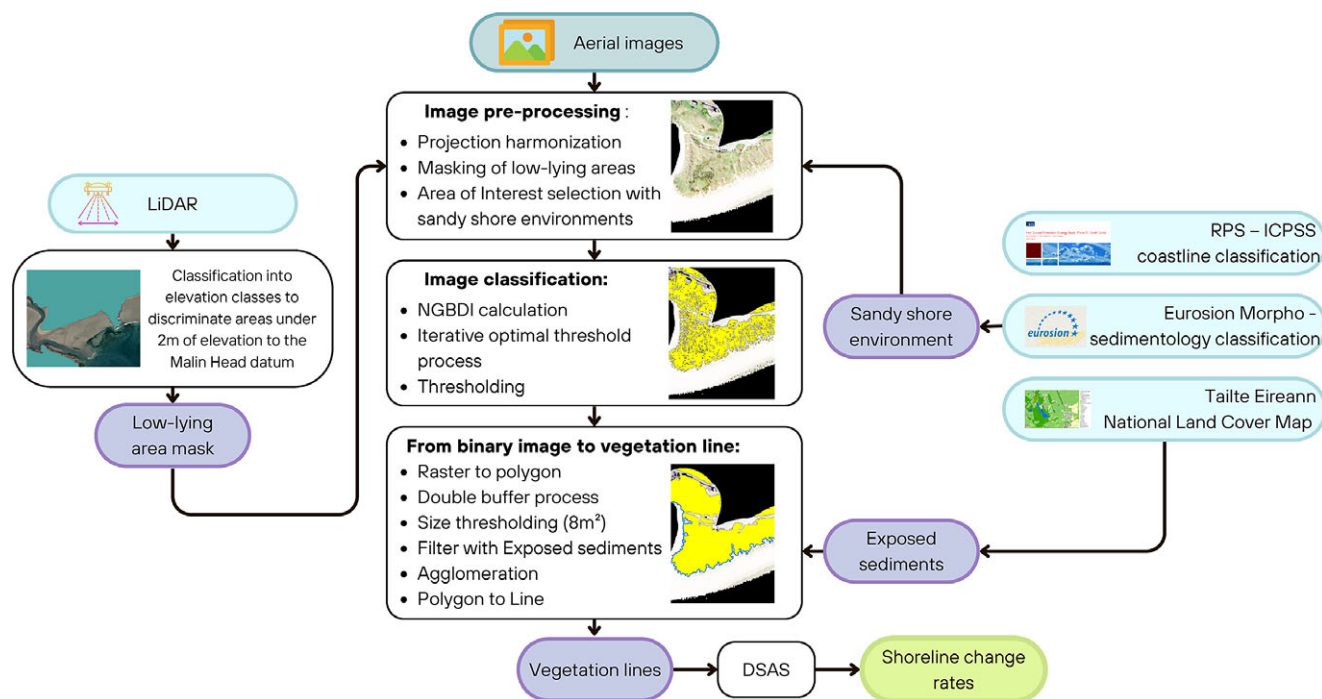 Aerial images
Image pre-processing :
• Projection harmonization
• Masking of low-lying areas
• Area of Interest selection with
sandy shore environments
LiDAR
Classification into
elevation classes to
discriminate areas under
2m of elevation to the
Malin Head datum
Low-lying
area mask
Image classification:
• NGBDI calculation
• Iterative optimal threshold
process
• Thresholding
RPS – ICPSS
coastline classification
eurosion
Eurosion Morpho -
sedimentology classification
Tailte Eireann
National Land Cover Map
Sandy shore
environment
From binary image to vegetation line:
• Raster to polygon
• Double buffer process
• Size thresholding (8m²)
• Filter with Exposed sediments
• Agglomeration
• Polygon to Line
Exposed
sediments
Vegetation lines
DSAS
Shoreline change
rates